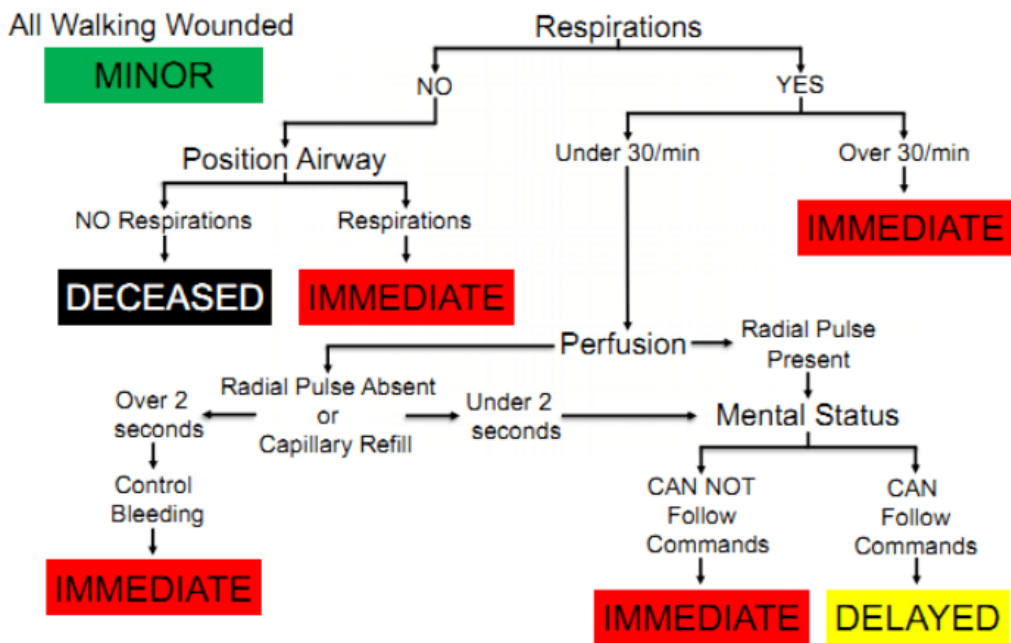 All Walking Wounded
MINOR
Respirations
NO
YES
Position Airway
Under 30/min
Over 30/min
NO Respirations
Respirations
IMMEDIATE
DECEASED
IMMEDIATE
Perfusion
Radial Pulse
Present
Radial Pulse Absent
or
Capillary Refill
Over 2
seconds
Under 2
seconds
Mental Status
Control
Bleeding
IMMEDIATE
CAN NOT
Follow
Commands
CAN
Follow
Commands
IMMEDIATE
DELAYED